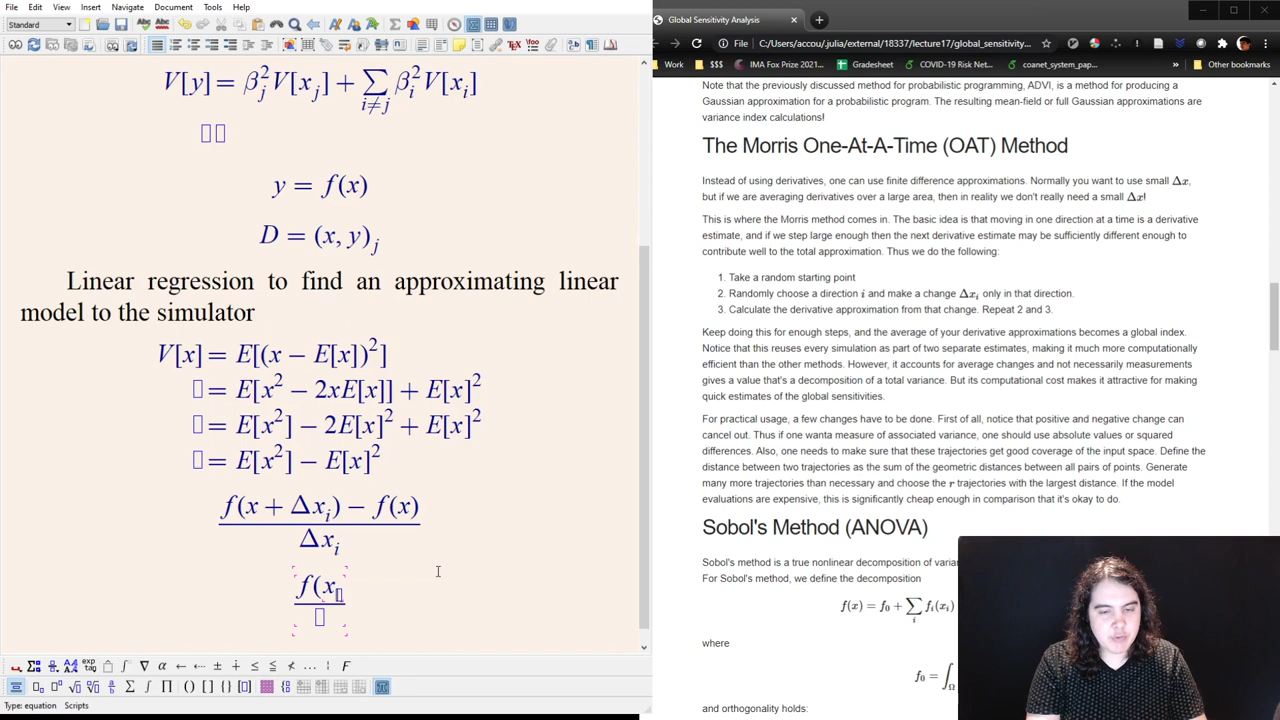 File Edit View Insert Navigate Document Tools Help
Standard
V[y] = β_j^2 V[x_j] + ∑_{i≠j} β_i^2 V[x_i]
y = f(x)
D = (x, y)_j
Linear regression to find an approximating linear
model to the simulator
V[x] = E[(x − E[x])^2]
= E[x^2 − 2xE[x]] + E[x]^2
= E[x^2] − 2E[x]^2 + E[x]^2
= E[x^2] − E[x]^2
f(x + Δx_i) − f(x)
Δx_i
f(x
Type: equation Scripts
Global Sensitivity Analysis
File C:/Users/accou/.julia/external/18337/lecture17/global_sensitivity...
Work $$$ IMA Fox Prize 2021... Gradesheet COVID-19 Risk Net... coanet_system_pap... Other bookmarks
Note that the previously discussed method for probabilistic programming, ADVI, is a method for producing a
Gaussian approximation for a probabilistic program. The resulting mean-field or full Gaussian approximations are
variance index calculations!
The Morris One-At-A-Time (OAT) Method
Instead of using derivatives, one can use finite difference approximations. Normally you want to use small Δx,
but if we are averaging derivatives over a large area, then in reality we don't really need a small Δx!
This is where the Morris method comes in. The basic idea is that moving in one direction at a time is a derivative
estimate, and if we step large enough then the next derivative estimate may be sufficiently different enough to
contribute well to the total approximation. Thus we do the following:
1. Take a random starting point
2. Randomly choose a direction i and make a change Δx_i only in that direction.
3. Calculate the derivative approximation from that change. Repeat 2 and 3.
Keep doing this for enough steps, and the average of your derivative approximations becomes a global index.
Notice that this reuses every simulation as part of two separate estimates, making it much more computationally
efficient than the other methods. However, it accounts for average changes and not necessarily measurements
gives a value that's a decomposition of a total variance. But its computational cost makes it attractive for making
quick estimates of the global sensitivities.
For practical usage, a few changes have to be done. First of all, notice that positive and negative change can
cancel out. Thus if one wanta measure of associated variance, one should use absolute values or squared
differences. Also, one needs to make sure that these trajectories get good coverage of the input space. Define the
distance between two trajectories as the sum of the geometric distances between all pairs of points. Generate
many more trajectories than necessary and choose the r trajectories with the largest distance. If the model
evaluations are expensive, this is significantly cheap enough in comparison that it's okay to do.
Sobol's Method (ANOVA)
Sobol's method is a true nonlinear decomposition of
For Sobol's method, we define the decomposition
f(x) = f_0 + ∑_i f_i(x_i)
where
f_0 = ∫_Ω
and orthogonality holds: